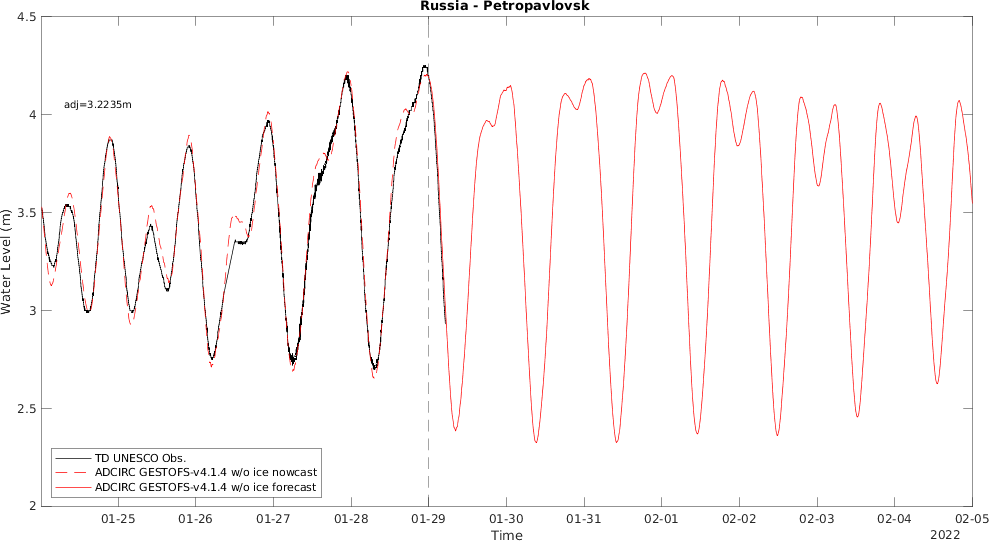 Russia - Petropavlovsk
4.5
4
3.5
3
2.5
2
Water Level (m)
adj=3.2235m
TD UNESCO Obs.
ADCIRC GESTOFS-v4.1.4 w/o ice nowcast
ADCIRC GESTOFS-v4.1.4 w/o ice forecast
01-25 01-26 01-27 01-28 01-29 01-30 01-31 02-01 02-02 02-03 02-04 02-05
Time
2022